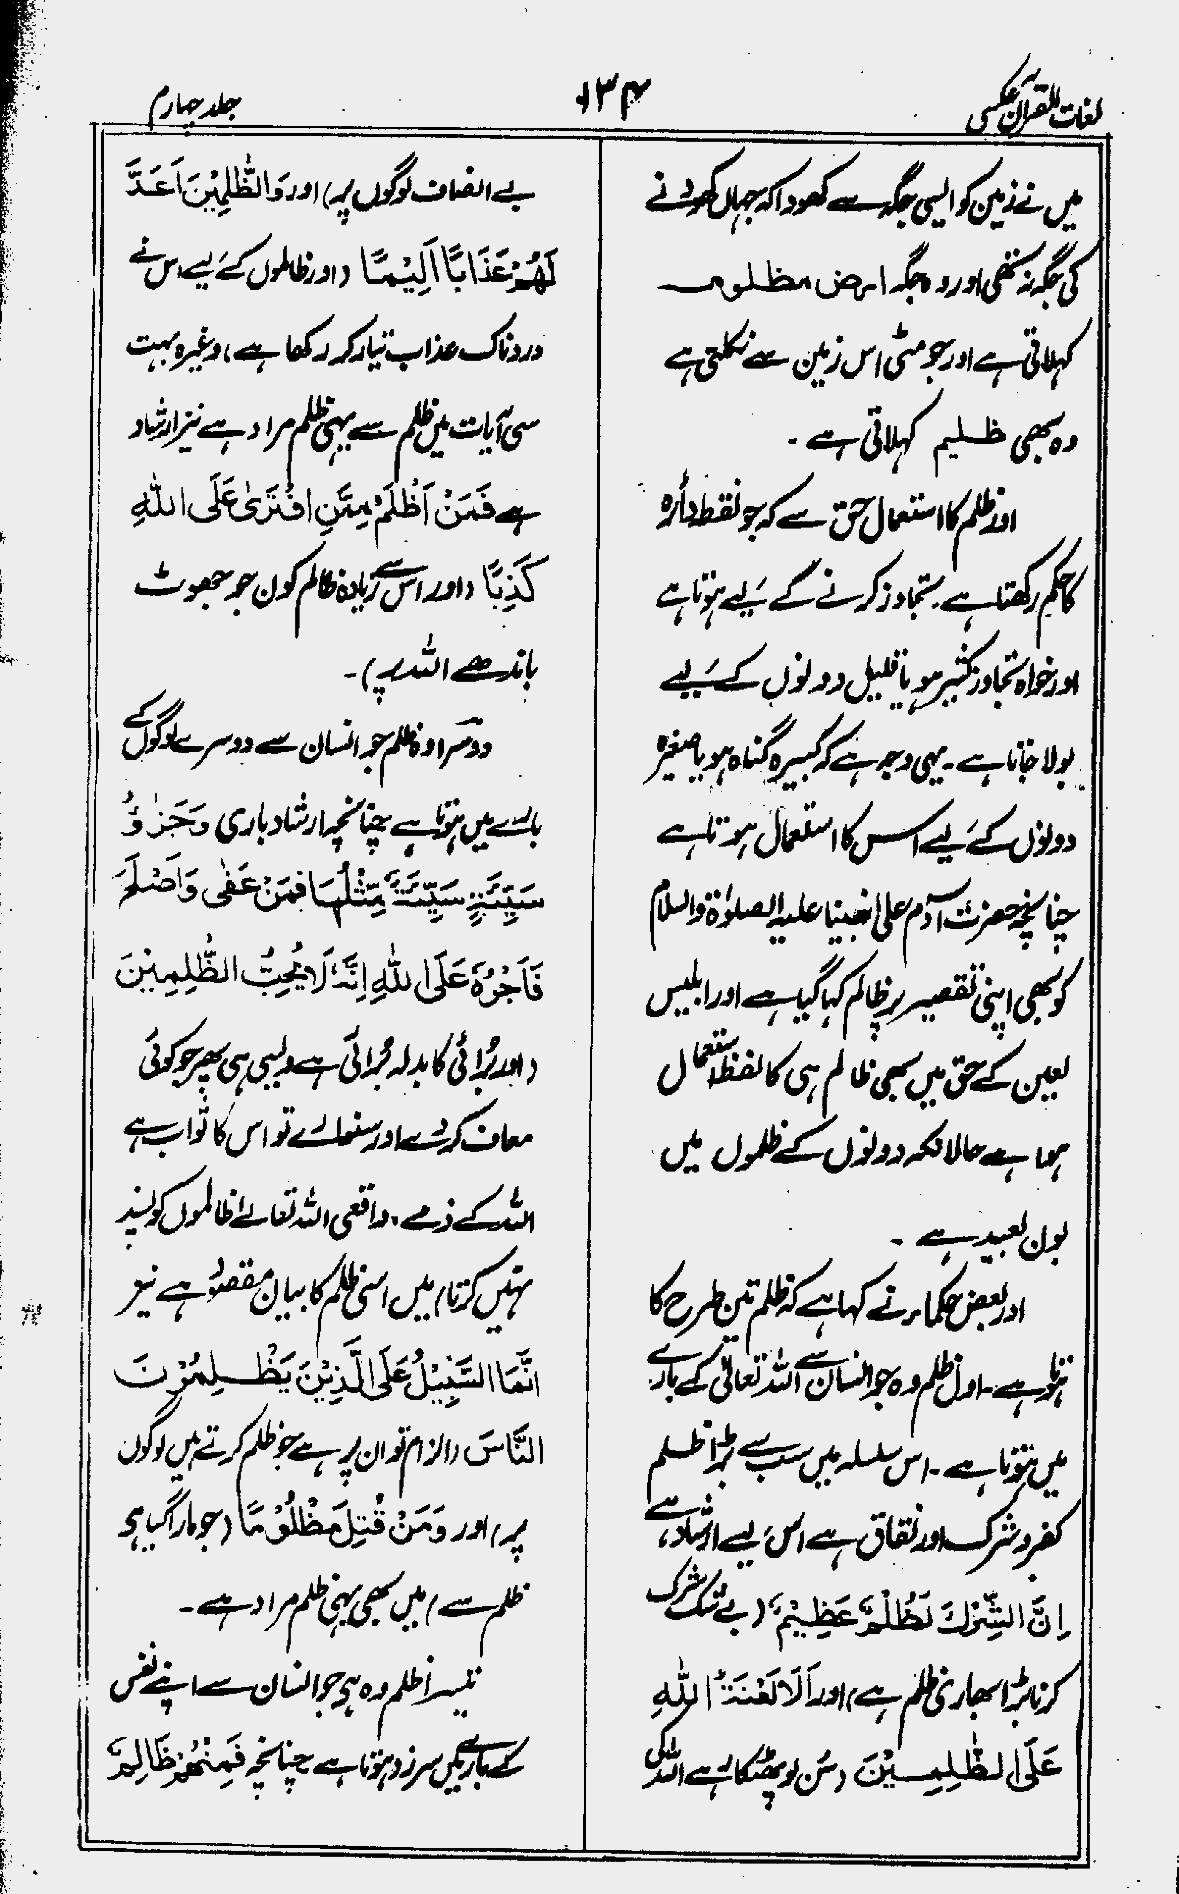 لغات القرآن عکسی
۱۳۴
جلد چہارم
میں نے زمین کو ایسی جگہ سے کھودا کہ جہاں کھودنے
کی جگہ نہ تھی اور وہ جگہ ارض مظلومۃ
کہلاتی ہے اور جو مٹی اس زمین سے نکلتی ہے
وہ بھی ظلیم کہلاتی ہے ۔
اور ظلم کا استعمال حق سے کہ جو نقطہ دائرہ
کا حکم رکھتا ہے تجاوز کرنے کے لیے ہوتا ہے
اور خواہ تجاوز کثیر ہو یا قلیل دونوں کے لیے
بولا جاتا ہے ۔ یہی وجہ ہے کہ کبیرہ گناہ ہو یا صغیرہ
دونوں کے لیے اس کا استعمال ہوتا ہے
چنانچہ حضرت آدم علی نبینا علیہ الصلوٰۃ والسلام
کو بھی اپنی تقصیر پر ظالم کہا گیا ہے اور ابلیس
لعین کے حق میں بھی ظالم ہی کا لفظ استعمال
ہوا ہے حالانکہ دونوں کے ظلموں میں
بون بعید ہے ۔
اور بعض حکماء نے کہا ہے کہ ظلم تین طرح کا
ہوتا ہے ۔ اول ظلم وہ جو انسان سے اللہ تعالیٰ کے بارے
میں ہوتا ہے ۔ اس سلسلہ میں سب سے بڑا ظلم
کفر و شرک اور نفاق ہے اس لیے ارشاد ہے
اِنَّ الشِّرْكَ لَظُلْمٌ عَظِیْمٌ (بے شک شرک
کرنا بڑا بھاری ظلم ہے) اور اَلَا لَعْنَةُ اللّٰهِ
عَلَی الظّٰلِمِیْنَ (سن لو پھٹکار ہے اللہ کی
بے انصاف لوگوں پر) اور وَالظّٰلِمِیْنَ اَعَدَّ
لَهُمْ عَذَابًا اَلِیْمًا (اور ظالموں کے لیے اس نے
دردناک عذاب تیار کر رکھا ہے) وغیرہ بہت
سی آیات میں ظلم سے یہی ظلم مراد ہے نیز ارشاد
ہے فَمَنْ اَظْلَمُ مِمَّنِ افْتَرٰی عَلَی اللّٰهِ
كَذِبًا (اور اس سے زیادہ ظالم کون جو جھوٹ
باندھے اللہ پر) ۔
دوسرا وہ ظلم جو انسان سے دوسرے لوگوں کے
بارے میں ہوتا ہے چنانچہ ارشاد باری وَجَزٰٓؤُ
سَیِّئَةٍ سَیِّئَةٌ مِّثْلُهَا فَمَنْ عَفٰی وَاَصْلَحَ
فَاَجْرُهٗ عَلَی اللّٰهِ اِنَّهٗ لَا یُحِبُّ الظّٰلِمِیْنَ
(اور برُائی کا بدلہ برُائی ہے ویسی ہی پھر جو کوئی
معاف کردے اور سنوارے تو اس کا ثواب ہے
اللہ کے ذمے ، واقعی اللہ تعالےٰ ظالموں کو پسند
نہیں کرتا) میں اسی ظلم کا بیان مقصود ہے نیز
اِنَّمَا السَّبِیْلُ عَلَی الَّذِیْنَ یَظْلِمُوْنَ
النَّاسَ (الزام تو ان پر ہے جو ظلم کرتے ہیں لوگوں
پر) اور وَمَنْ قُتِلَ مَظْلُوْمًا (جو مارا گیا ہو
ظلم سے) میں بھی یہی ظلم مراد ہے ۔
تیسرا ظلم وہ ہے جو انسان سے اپنے نفس
کے بارے میں سرزد ہوتا ہے چنانچہ فَمِنْهُمْ ظَالِمٌ